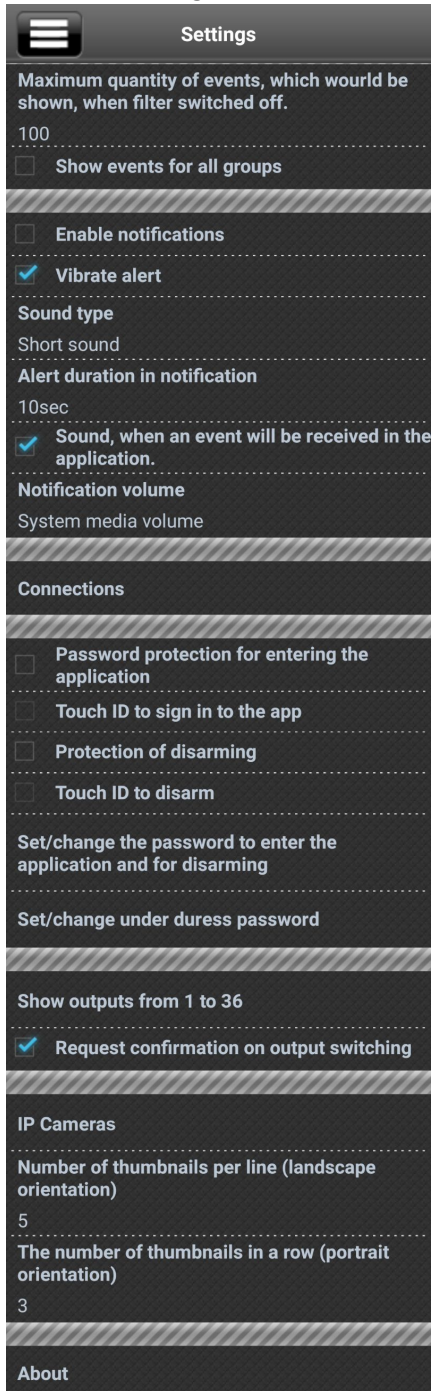 Settings
Maximum quantity of events, which wourld be
shown, when filter switched off.
100
Show events for all groups
Enable notifications
Vibrate alert
Sound type
Short sound
Alert duration in notification
10sec
Sound, when an event will be received in the
application.
Notification volume
System media volume
Connections
Password protection for entering the
application
Touch ID to sign in to the app
Protection of disarming
Touch ID to disarm
Set/change the password to enter the
application and for disarming
Set/change under duress password
Show outputs from 1 to 36
Request confirmation on output switching
IP Cameras
Number of thumbnails per line (landscape
orientation)
5
The number of thumbnails in a row (portrait
orientation)
3
About